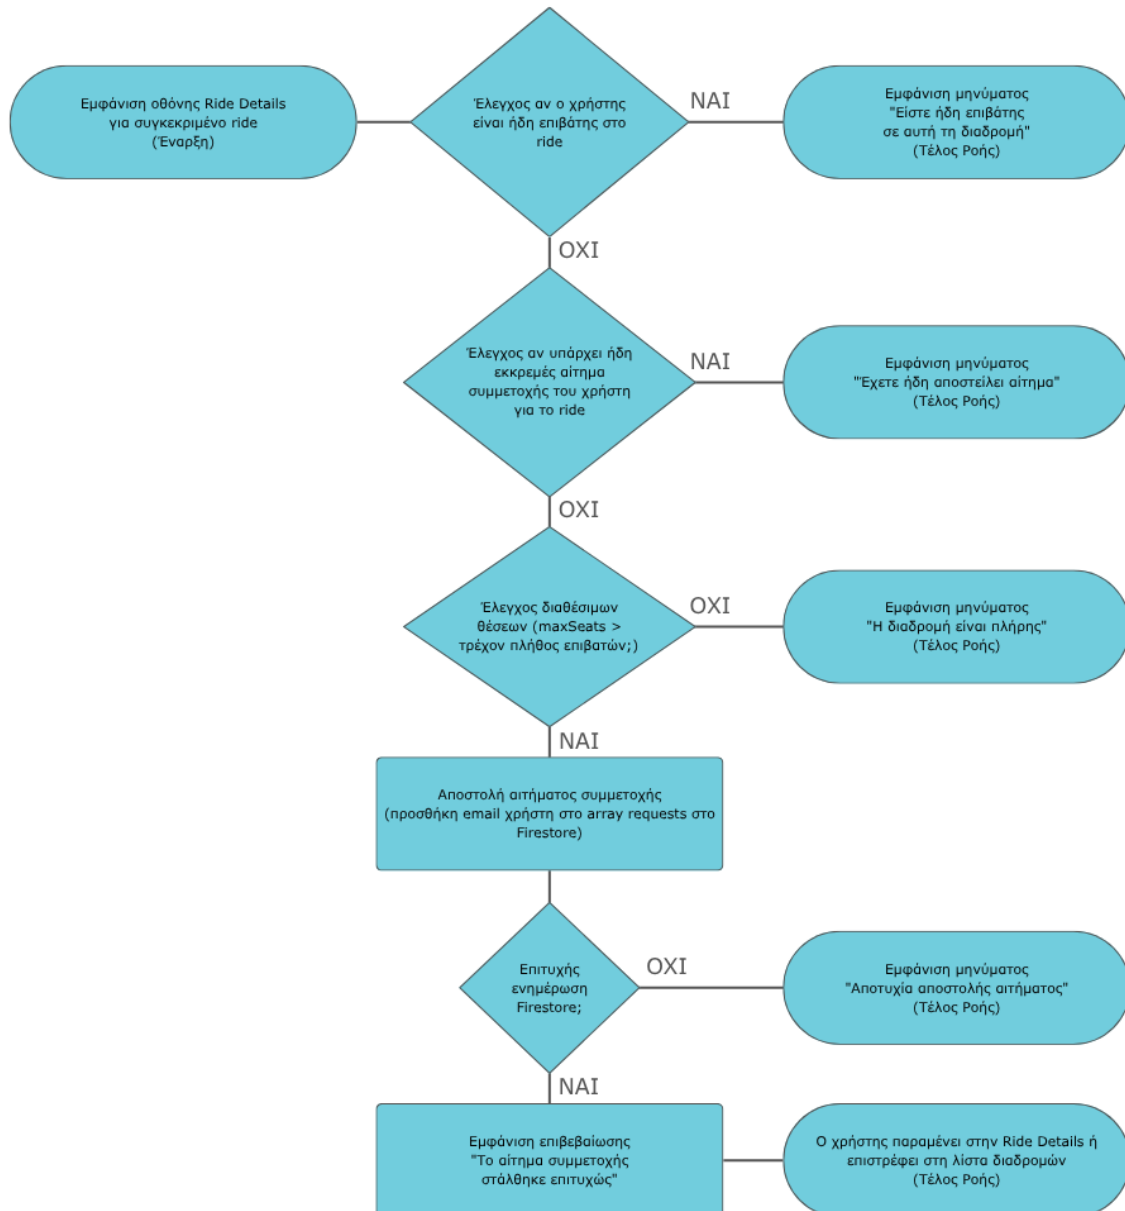 Εμφάνιση οθόνης Ride Details
για συγκεκριμένο ride
(Έναρξη)
Έλεγχος αν ο χρήστης
είναι ήδη επιβάτης στο
ride
ΝΑΙ
Εμφάνιση μηνύματος
"Είστε ήδη επιβάτης
σε αυτή τη διαδρομή"
(Τέλος Ροής)
ΟΧΙ
Έλεγχος αν υπάρχει ήδη
εκκρεμές αίτημα
συμμετοχής του χρήστη
για το ride
ΝΑΙ
Εμφάνιση μηνύματος
"Έχετε ήδη αποστείλει αίτημα"
(Τέλος Ροής)
ΟΧΙ
Έλεγχος διαθέσιμων
θέσεων (maxSeats >
τρέχον πλήθος επιβατών;)
ΟΧΙ
Εμφάνιση μηνύματος
"Η διαδρομή είναι πλήρης"
(Τέλος Ροής)
ΝΑΙ
Αποστολή αιτήματος συμμετοχής
(προσθήκη email χρήστη στο array requests στο
Firestore)
Επιτυχής
ενημέρωση
Firestore;
ΟΧΙ
Εμφάνιση μηνύματος
"Αποτυχία αποστολής αιτήματος"
(Τέλος Ροής)
ΝΑΙ
Εμφάνιση επιβεβαίωσης
"Το αίτημα συμμετοχής
στάλθηκε επιτυχώς"
Ο χρήστης παραμένει στην Ride Details ή
επιστρέφει στη λίστα διαδρομών
(Τέλος Ροής)